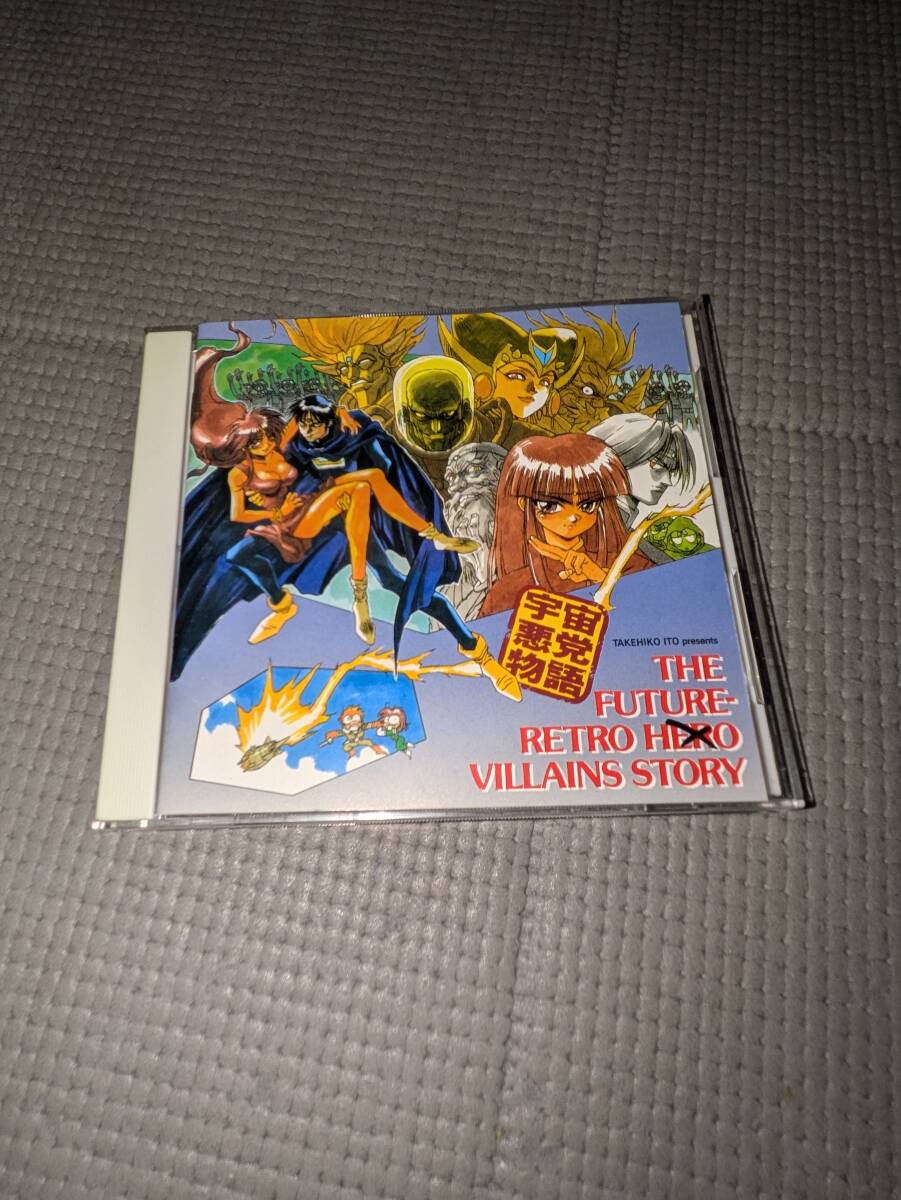 宇宙
悪党
物語
TAKEHIKO ITO presents
THE
FUTURE-
RETRO HERO
VILLAINS STORY